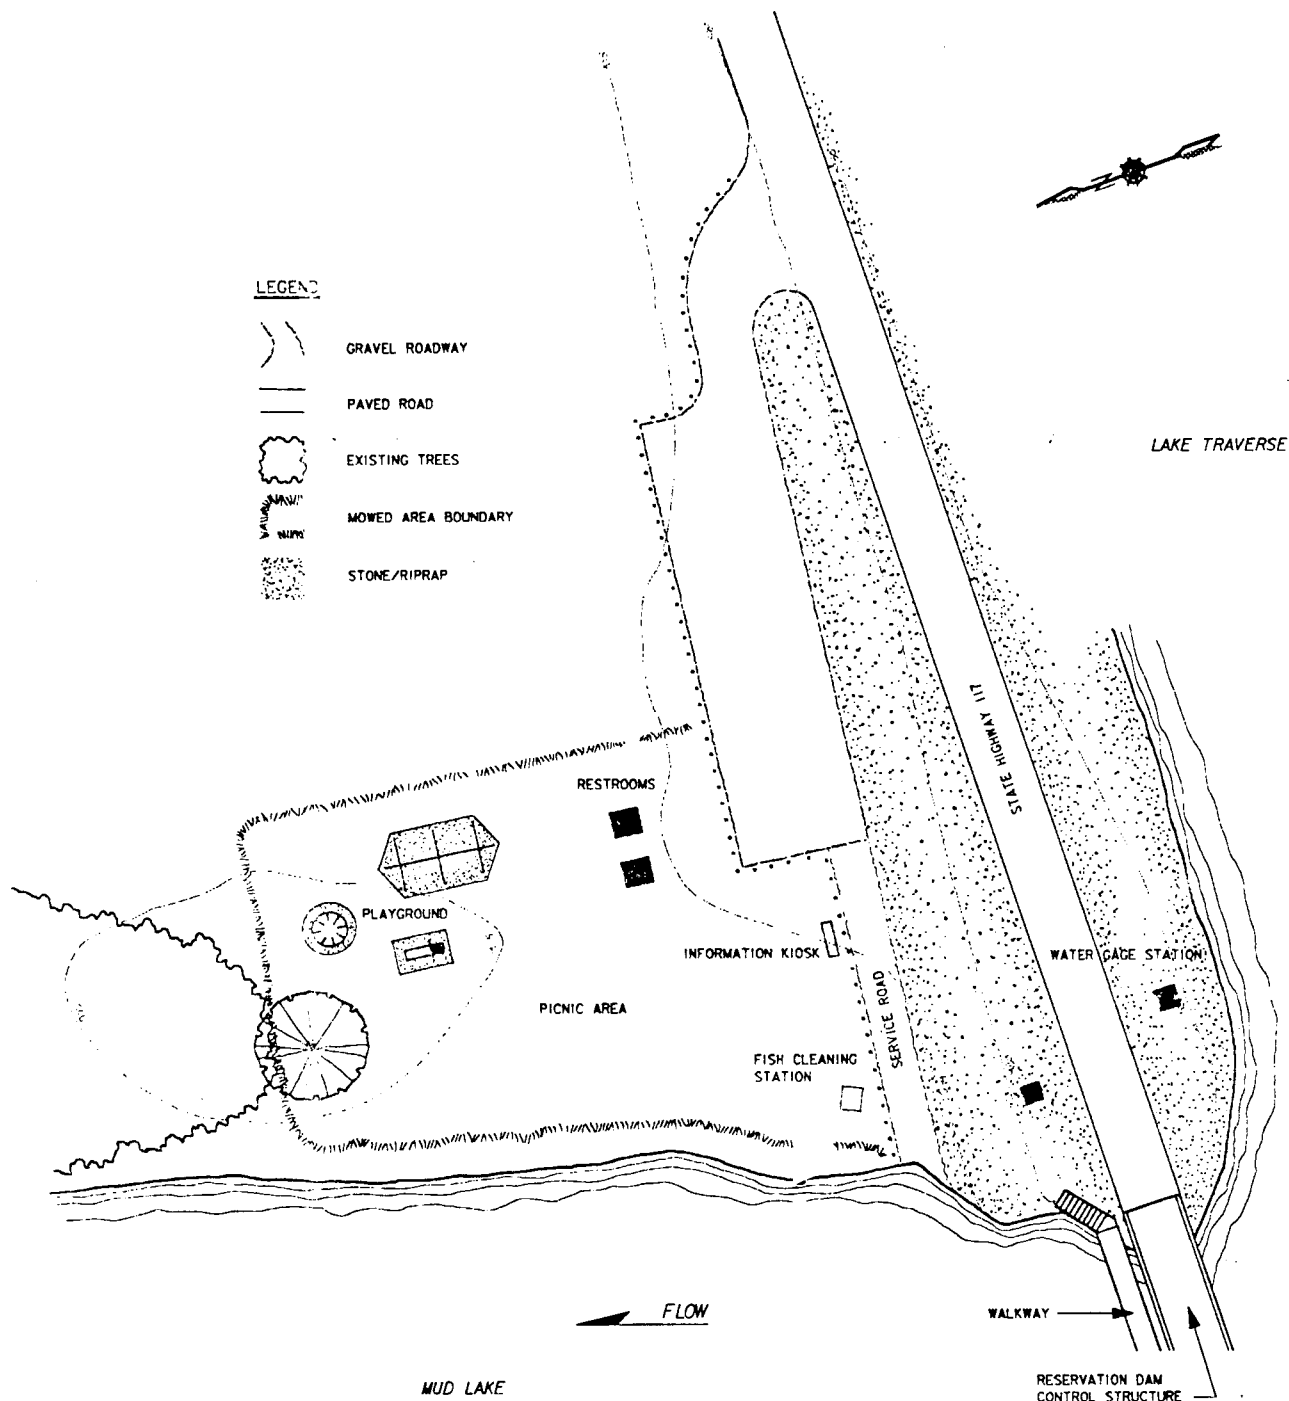 LEGEND
GRAVEL ROADWAY
PAVED ROAD
EXISTING TREES
MOWED AREA BOUNDARY
STONE/RIPRAP
N
LAKE TRAVERSE
STATE HIGHWAY 117
RESTROOMS
PLAYGROUND
INFORMATION KIOSK
WATER GAGE STATION
PICNIC AREA
SERVICE ROAD
FISH CLEANING
STATION
FLOW
WALKWAY
MUD LAKE
RESERVATION DAM
CONTROL STRUCTURE